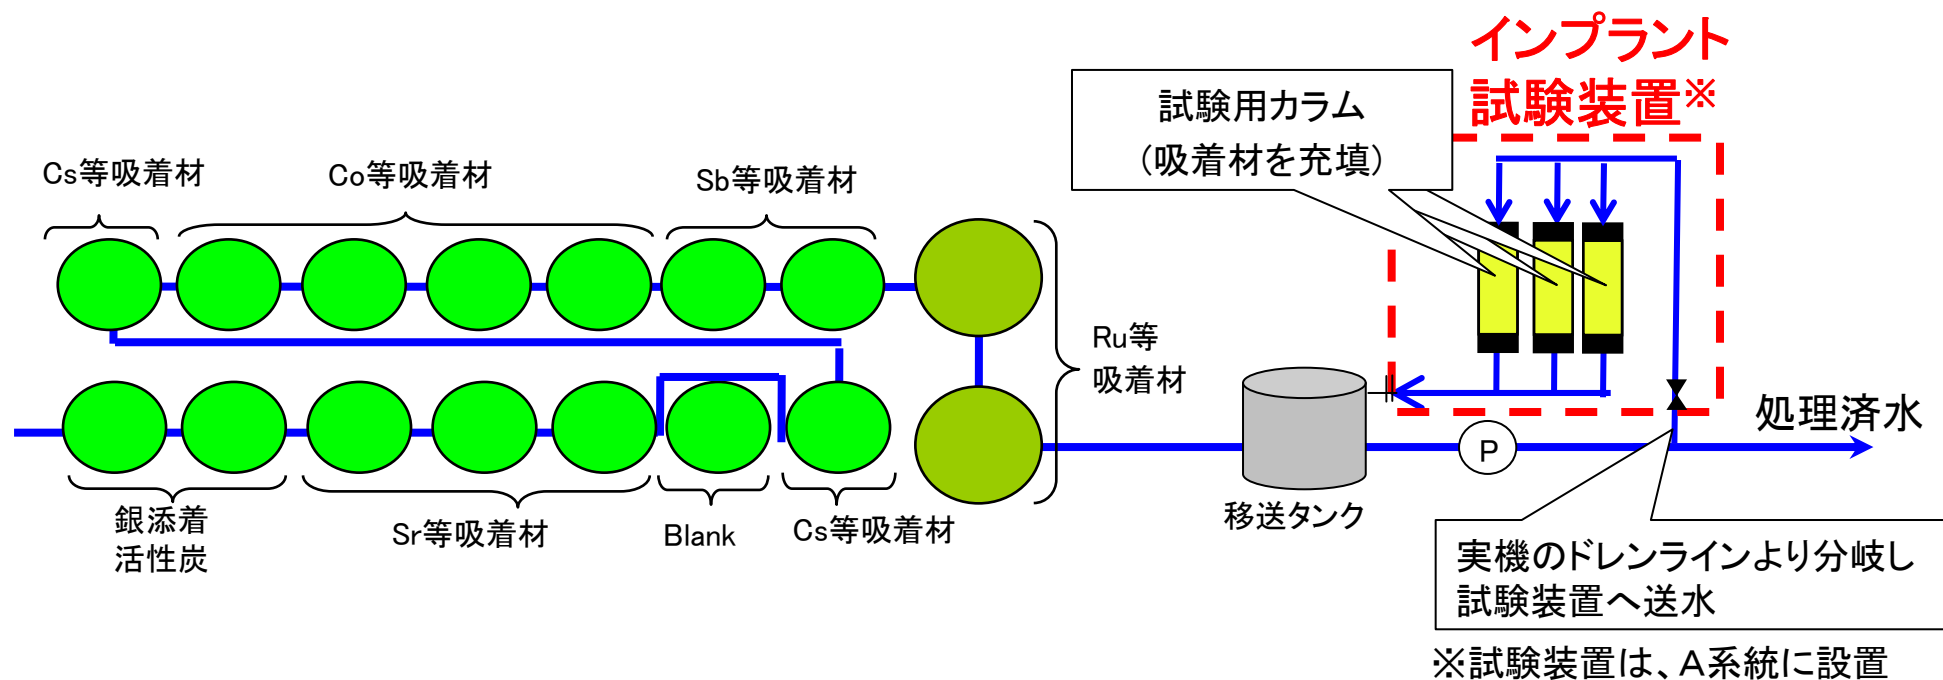 インプラント
試験装置※
試験用カラム
(吸着材を充填)
Cs等吸着材
Co等吸着材
Sb等吸着材
Ru等
吸着材
処理済水
P
銀添着
活性炭
Sr等吸着材
Blank
Cs等吸着材
移送タンク
実機のドレンラインより分岐し
試験装置へ送水
※試験装置は、A系統に設置